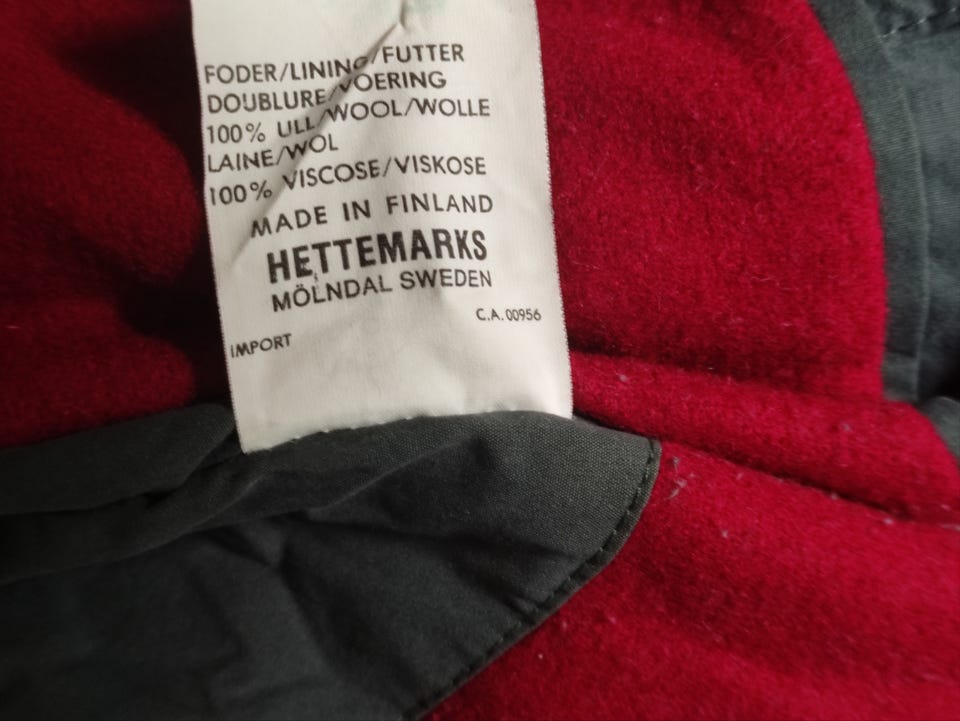 FODER/LINING/FUTTER
DOUBLURE/VOERING
100% ULL/WOOL/WOLLE
LAINE/WOL
100% VISCOSE/VISKOSE
MADE IN FINLAND
HETTEMARKS
MÖLNDAL SWEDEN
C.A. 00956
IMPORT